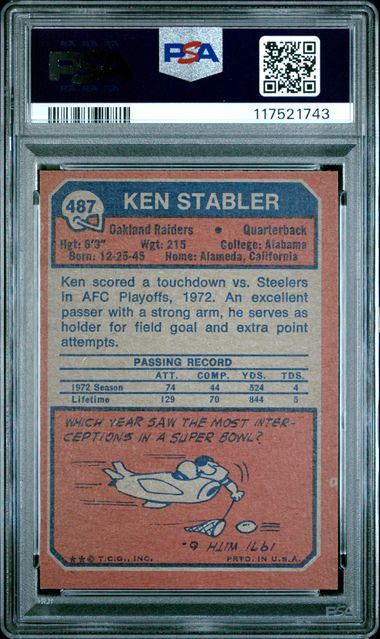 PSA
PSA
117521743
487
KEN STABLER
Oakland Raiders • Quarterback
Hgt: 6'3" Wgt: 215 College: Alabama
Born: 12-25-45 Home: Alameda, California
Ken scored a touchdown vs. Steelers
in AFC Playoffs, 1972. An excellent
passer with a strong arm, he serves as
holder for field goal and extra point
attempts.
PASSING RECORD
ATT. COMP. YDS. TDS.
1972 Season 74 44 524 4
Lifetime 129 70 844 5
WHICH YEAR SAW THE MOST INTER-
CEPTIONS IN A SUPER BOWL?
1971 WITH 6.
★★© T.C.G., INC. PRTD. IN U.S.A.
PSA